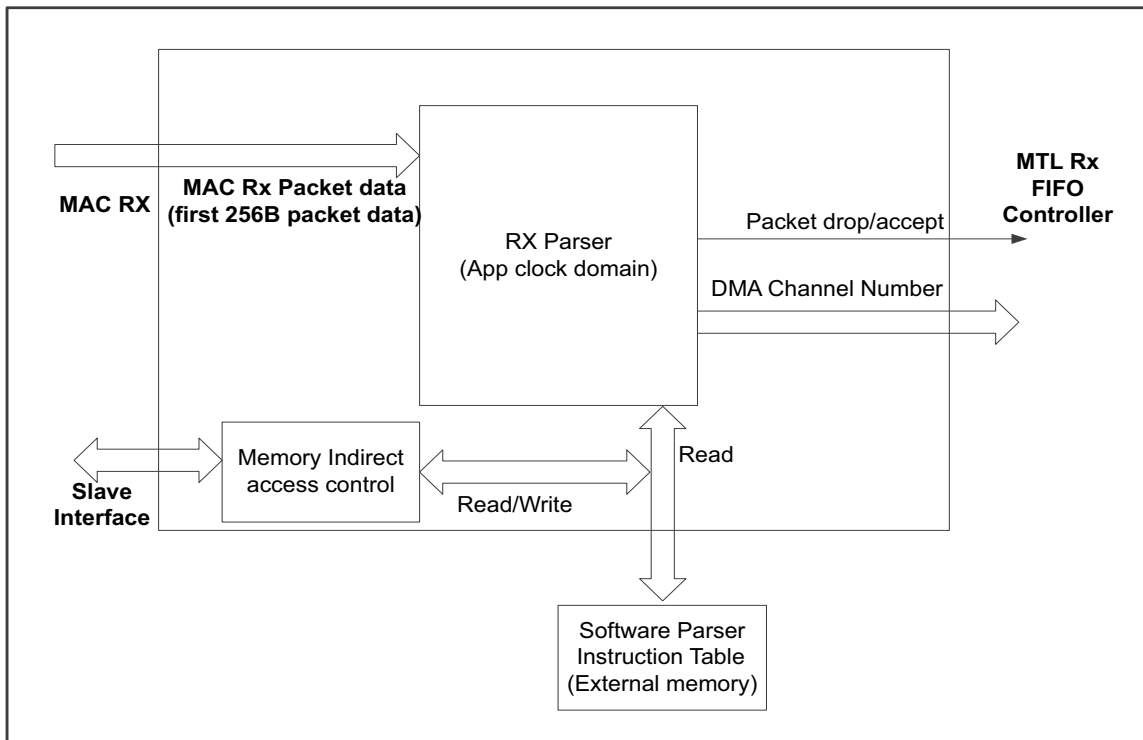 MAC RX
MAC Rx Packet data
(first 256B packet data)
RX Parser
(App clock domain)
Packet drop/accept
DMA Channel Number
MTL Rx
FIFO
Controller
Slave
Interface
Memory Indirect
access control
Read/Write
Read
Software Parser
Instruction Table
(External memory)